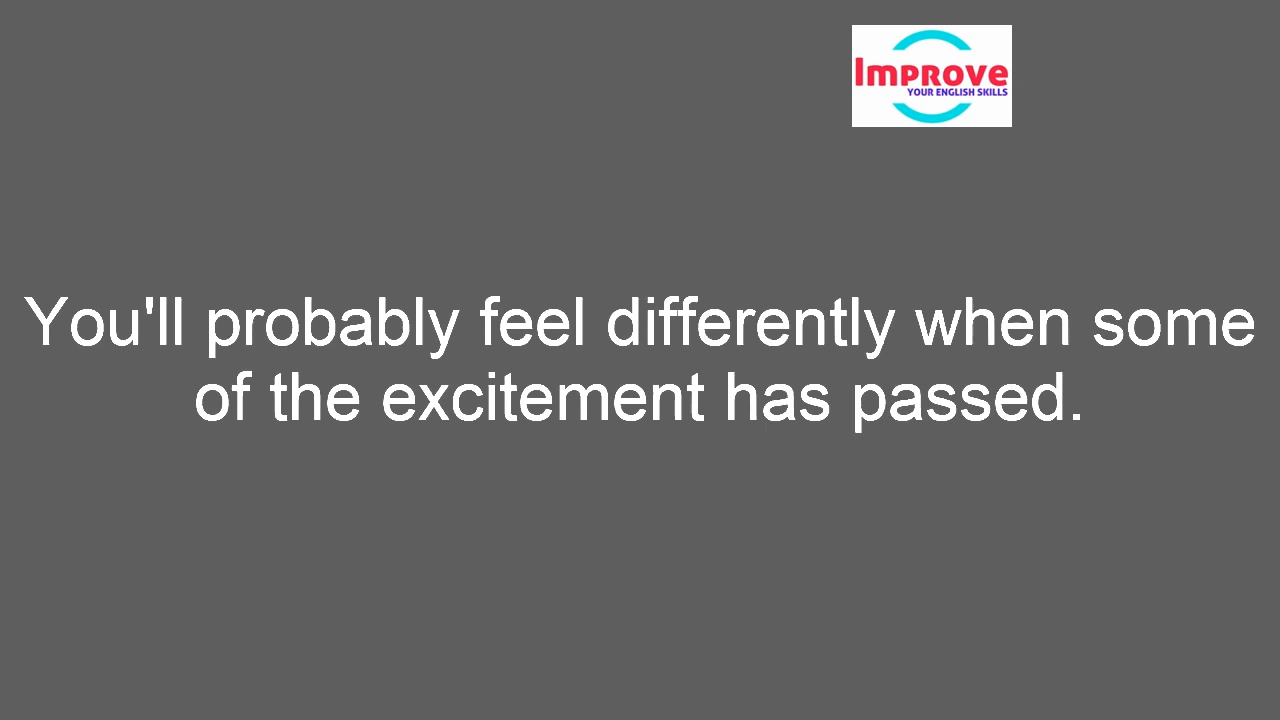 Improve
YOUR ENGLISH SKILLS
You'll probably feel differently when some
of the excitement has passed.